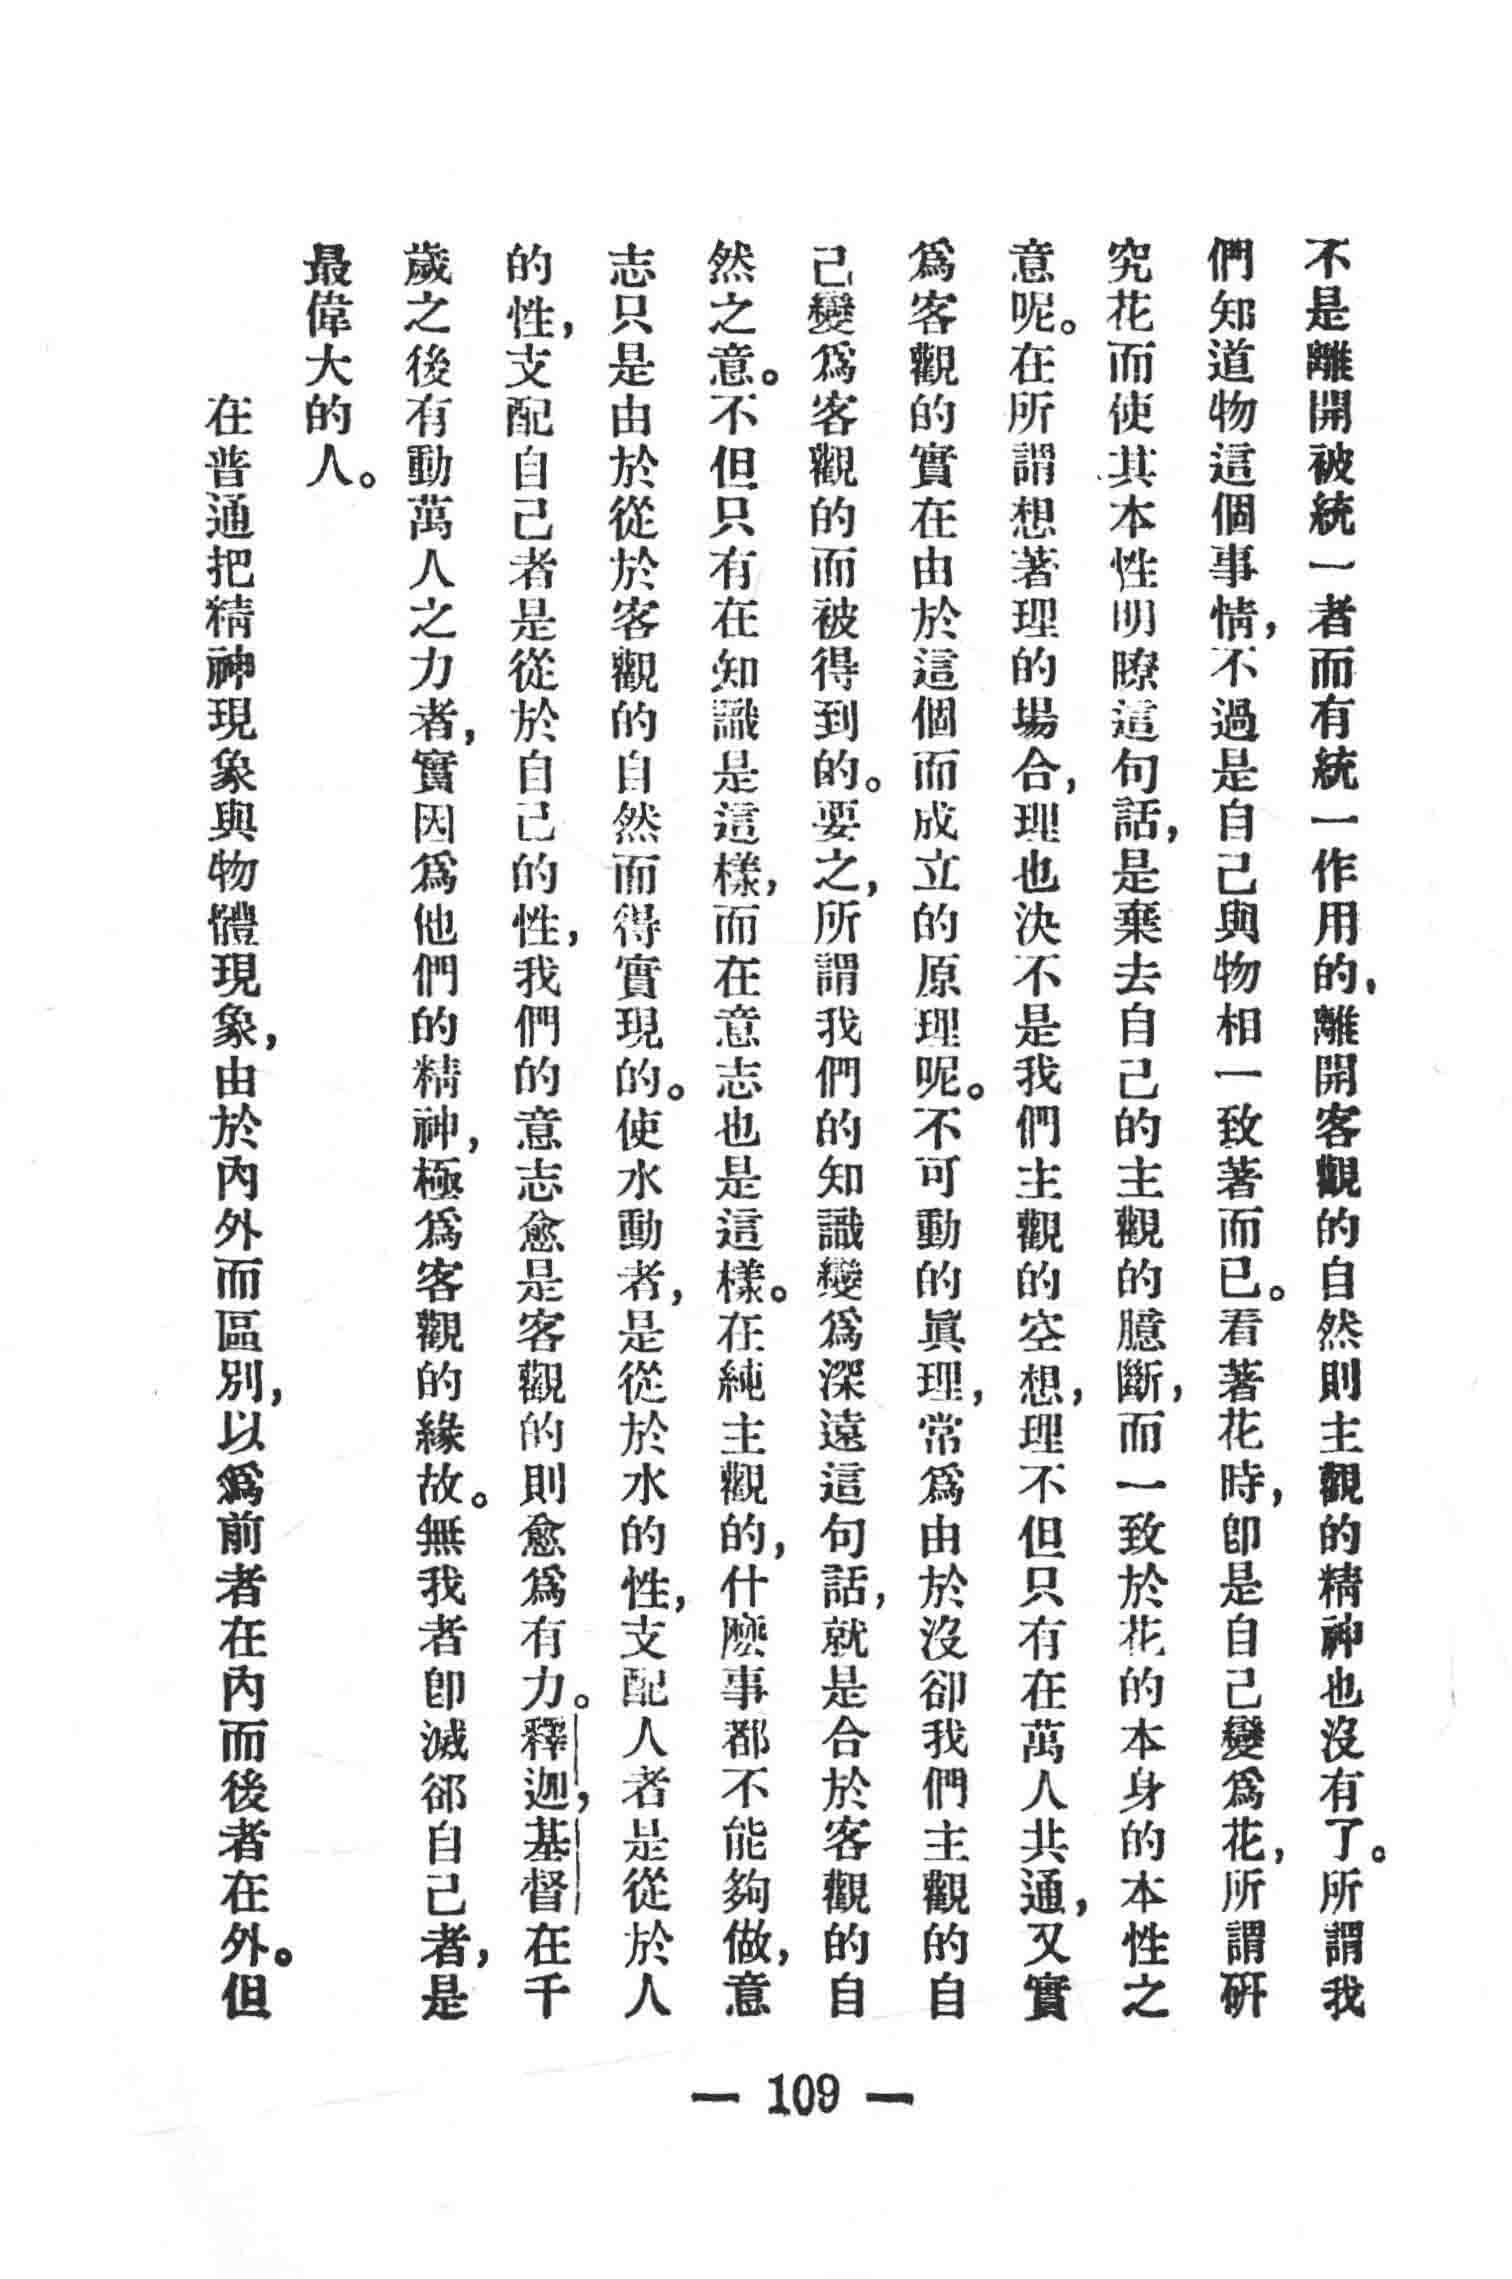 不是離開被統一者而有統一作用的，離開客觀的自然則主觀的精神也沒有了。所謂我
們知道物這個事情，不過是自己與物相一致著而已。看著花時，卽是自己變爲花，所謂研
究花而使其本性明瞭這句話，是棄去自己的主觀的臆斷，而一致於花的本身的本性之
意呢。在所謂想著理的場合，理也決不是我們主觀的空想，理不但只有在萬人共通，又實
爲客觀的實在由於這個而成立的原理呢。不可動的眞理，常爲由於沒卻我們主觀的自
己變爲客觀的而被得到的。要之，所謂我們的知識變爲深遠這句話，就是合於客觀的自
然之意。不但只有在知識是這樣，而在意志也是這樣。在純主觀的，什麽事都不能夠做，意
志只是由於從於客觀的自然而得實現的。使水動者，是從於水的性，支配人者是從於人
的性，支配自己者是從於自己的性，我們的意志愈是客觀的則愈爲有力。釋迦，基督在千
歲之後有動萬人之力者，實因爲他們的精神，極爲客觀的緣故。無我者卽滅卻自己者，是
最偉大的人。
在普通把精神現象與物體現象，由於內外而區別，以爲前者在內而後者在外。但
— 109 —